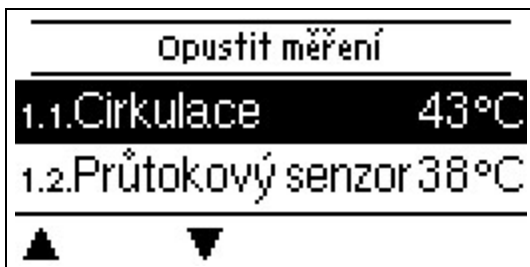 Opustit měření
1.1.Cirkulace 43°C
1.2.Průtokový senzor 38°C